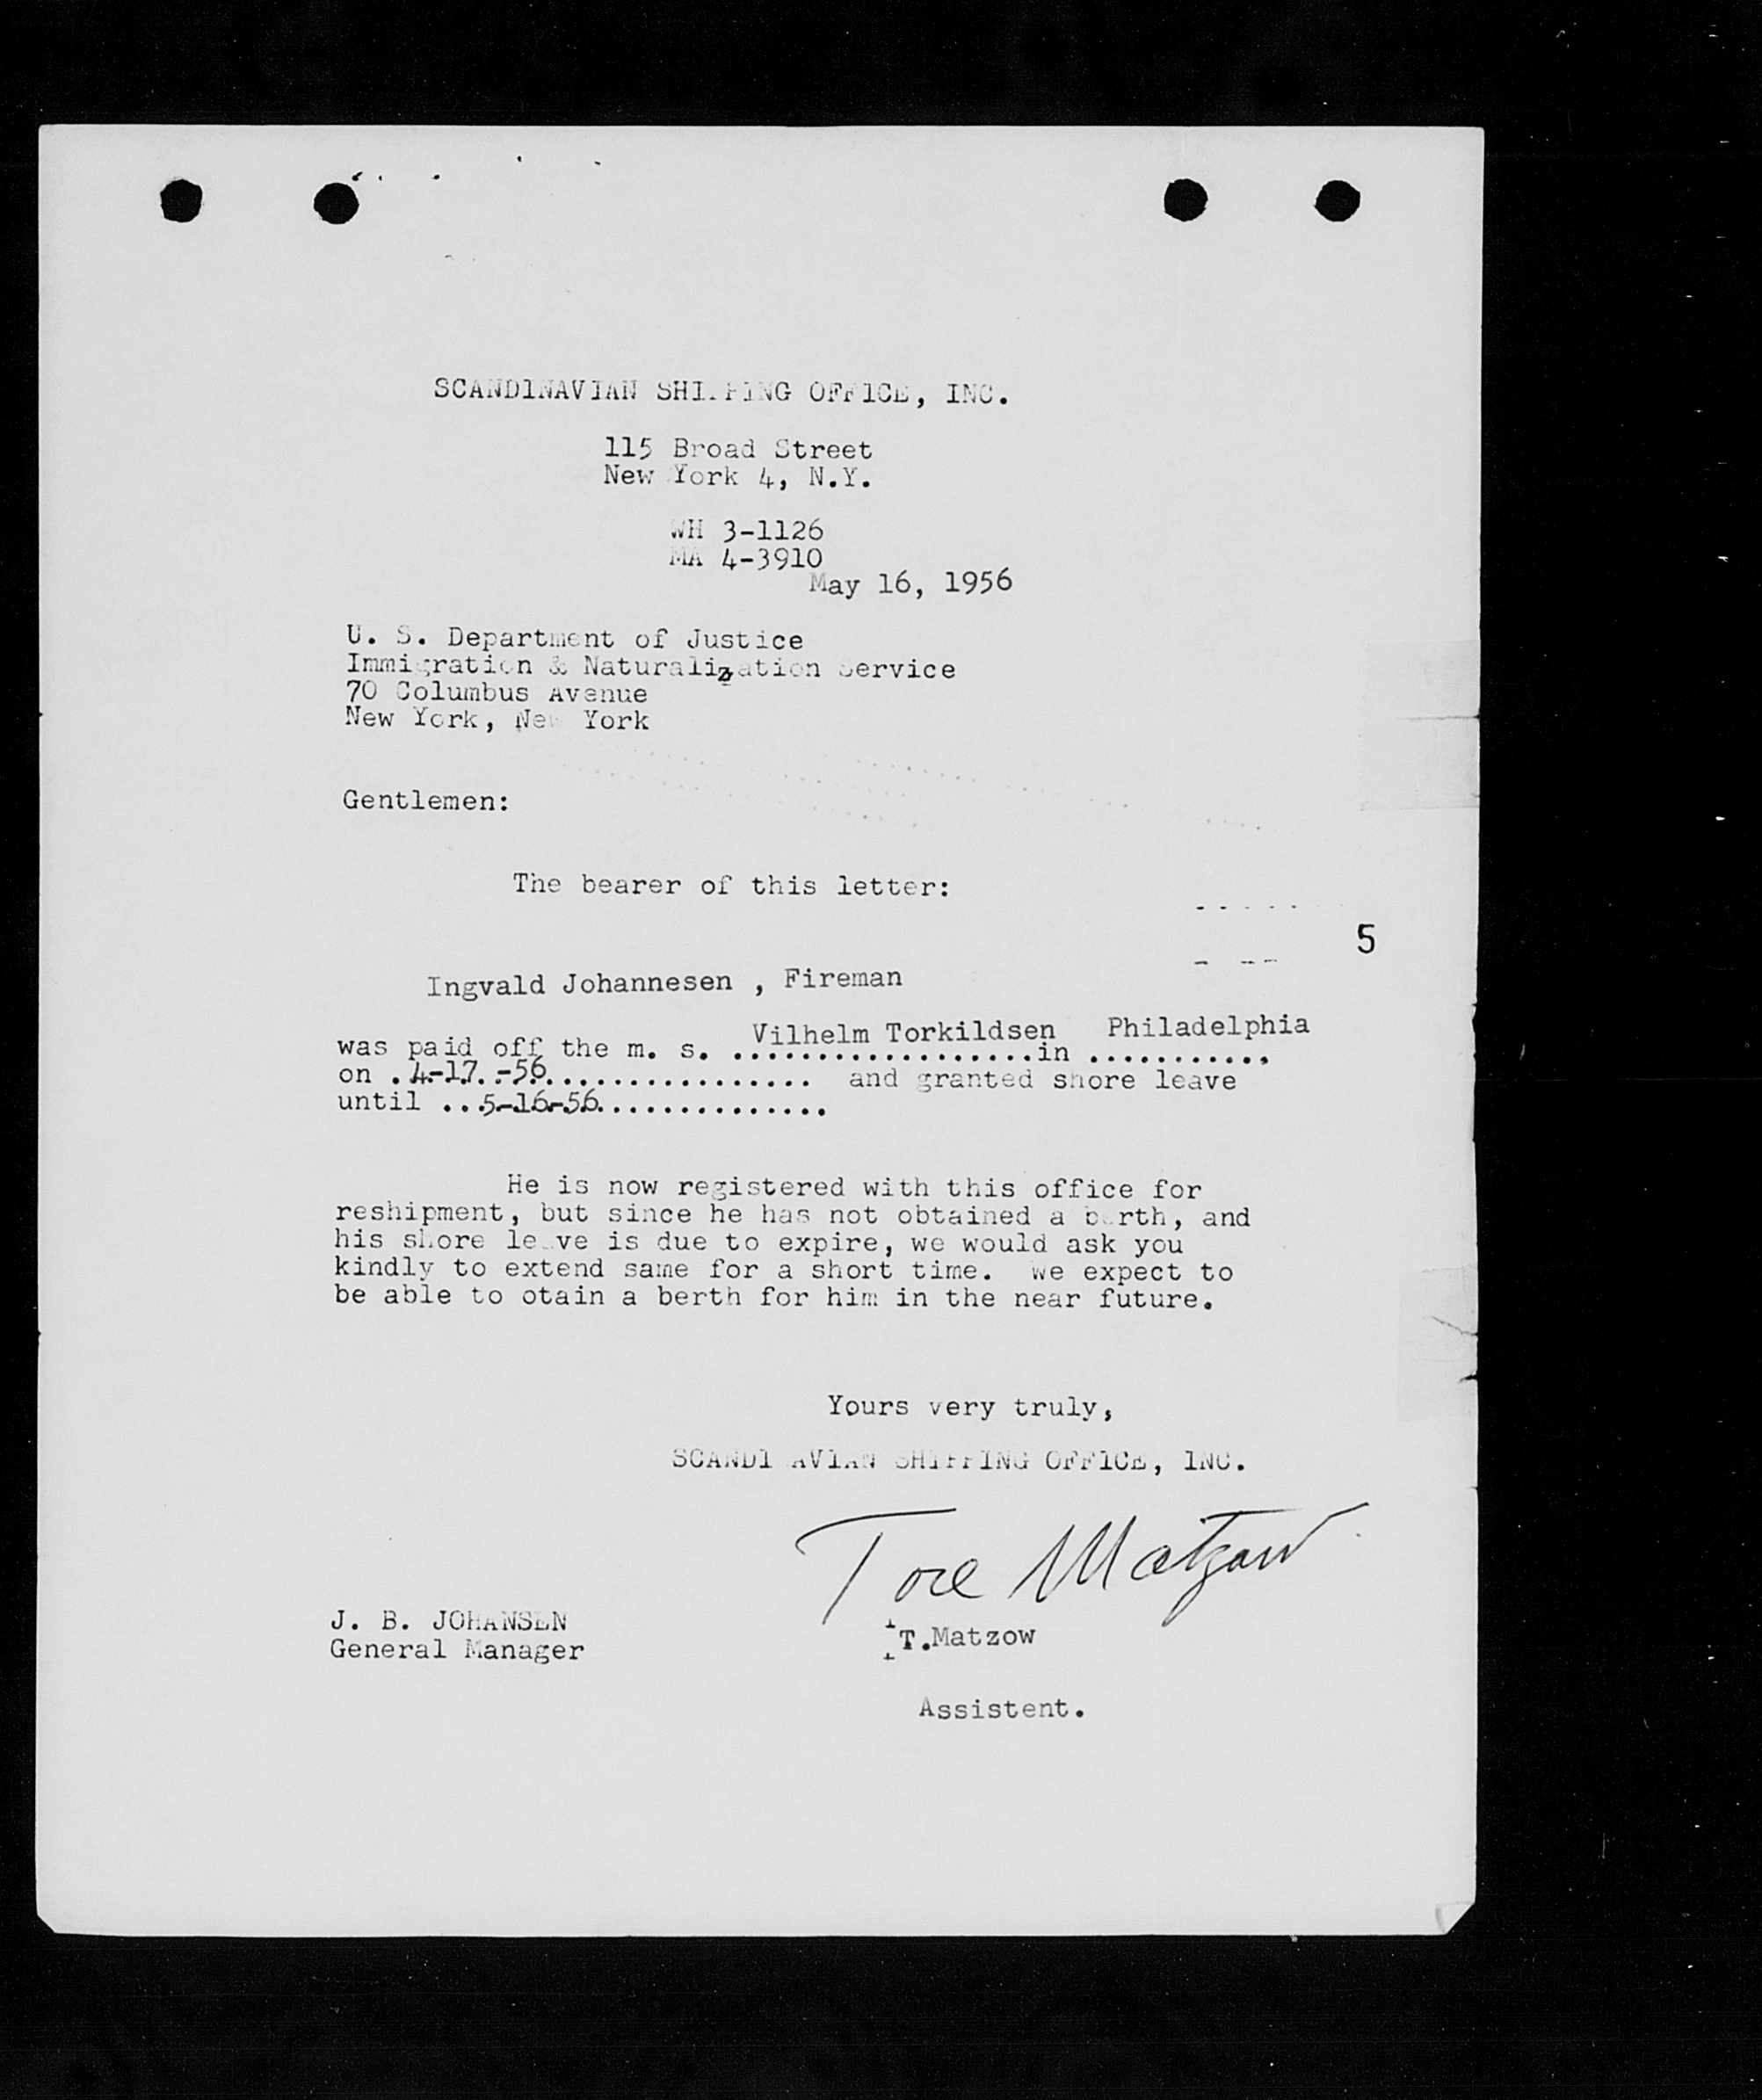 SCANDINAVIAN SHIPPING OFFICE, INC.
115 Broad Street
New York 4, N.Y.
WH 3-1126
MA 4-3910
May 16, 1956
U. S. Department of Justice
Immigration & Naturalization Service
70 Columbus Avenue
New York, New York
Gentlemen:
The bearer of this letter:
5
Ingvald Johannesen , Fireman
was paid off the m. s. Vilhelm Torkildsen in Philadelphia
on 4-17-56 and granted shore leave
until 5-16-56
He is now registered with this office for
reshipment, but since he has not obtained a berth, and
his shore leave is due to expire, we would ask you
kindly to extend same for a short time. We expect to
be able to otain a berth for him in the near future.
Yours very truly,
SCANDINAVIAN SHIPPING OFFICE, INC.
Tore Matzow
J. B. JOHANSEN
T.Matzow
General Manager
Assistent.